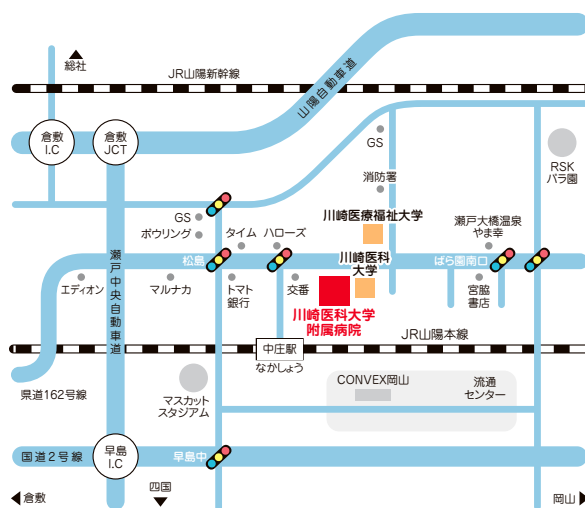 総社
JR山陽新幹線
山陽自動車道
倉敷
I.C
倉敷
JCT
GS
RSK
バラ園
消防署
GS
ボウリング
タイム
ハローズ
川崎医療福祉大学
瀬戸大橋温泉
やま幸
松島
川崎医科
大学
ばら園南口
瀬戸中央自動車道
エディオン
マルナカ
トマト
銀行
交番
宮脇
書店
川崎医科大学
附属病院
JR山陽本線
中庄駅
なかしょう
県道162号線
マスカット
スタジアム
CONVEX岡山
流通
センター
国道2号線
早島
I.C
早島中
倉敷
四国
岡山